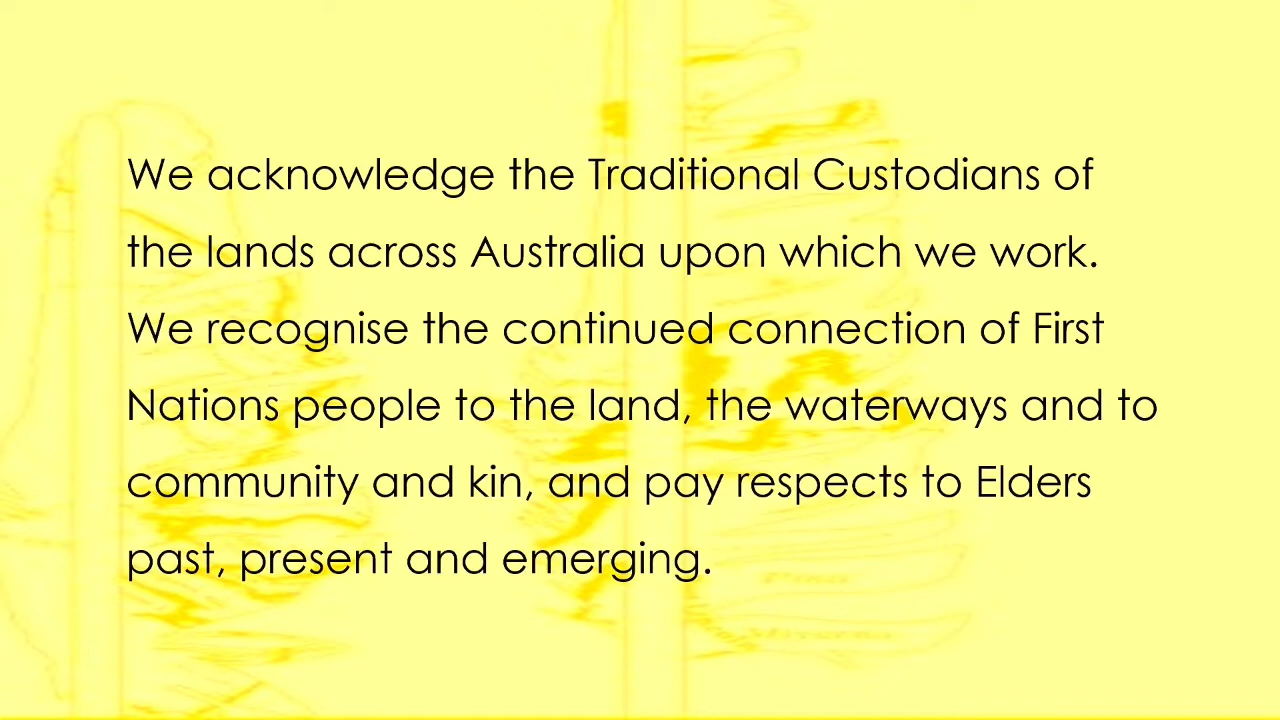 We acknowledge the Traditional Custodians of
the lands across Australia upon which we work.
We recognise the continued connection of First
Nations people to the land, the waterways and to
community and kin, and pay respects to Elders
past, present and emerging.